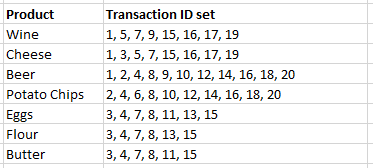 Product Transaction ID set
Wine 1, 5, 7, 9, 15, 16, 17, 19
Cheese 1, 3, 5, 7, 15, 16, 17, 19
Beer 1, 2, 4, 8, 9, 10, 12, 14, 16, 18, 20
Potato Chips 2, 4, 6, 8, 10, 12, 14, 16, 18, 20
Eggs 3, 4, 7, 8, 11, 13, 15
Flour 3, 4, 7, 8, 13, 15
Butter 3, 4, 7, 8, 11, 15